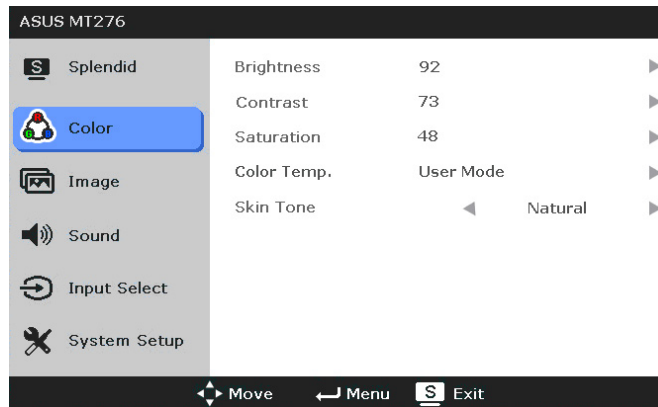 ASUS MT276
S Splendid
Color
Image
Sound
Input Select
System Setup
Brightness 92
Contrast 73
Saturation 48
Color Temp. User Mode
Skin Tone Natural
Move Menu S Exit